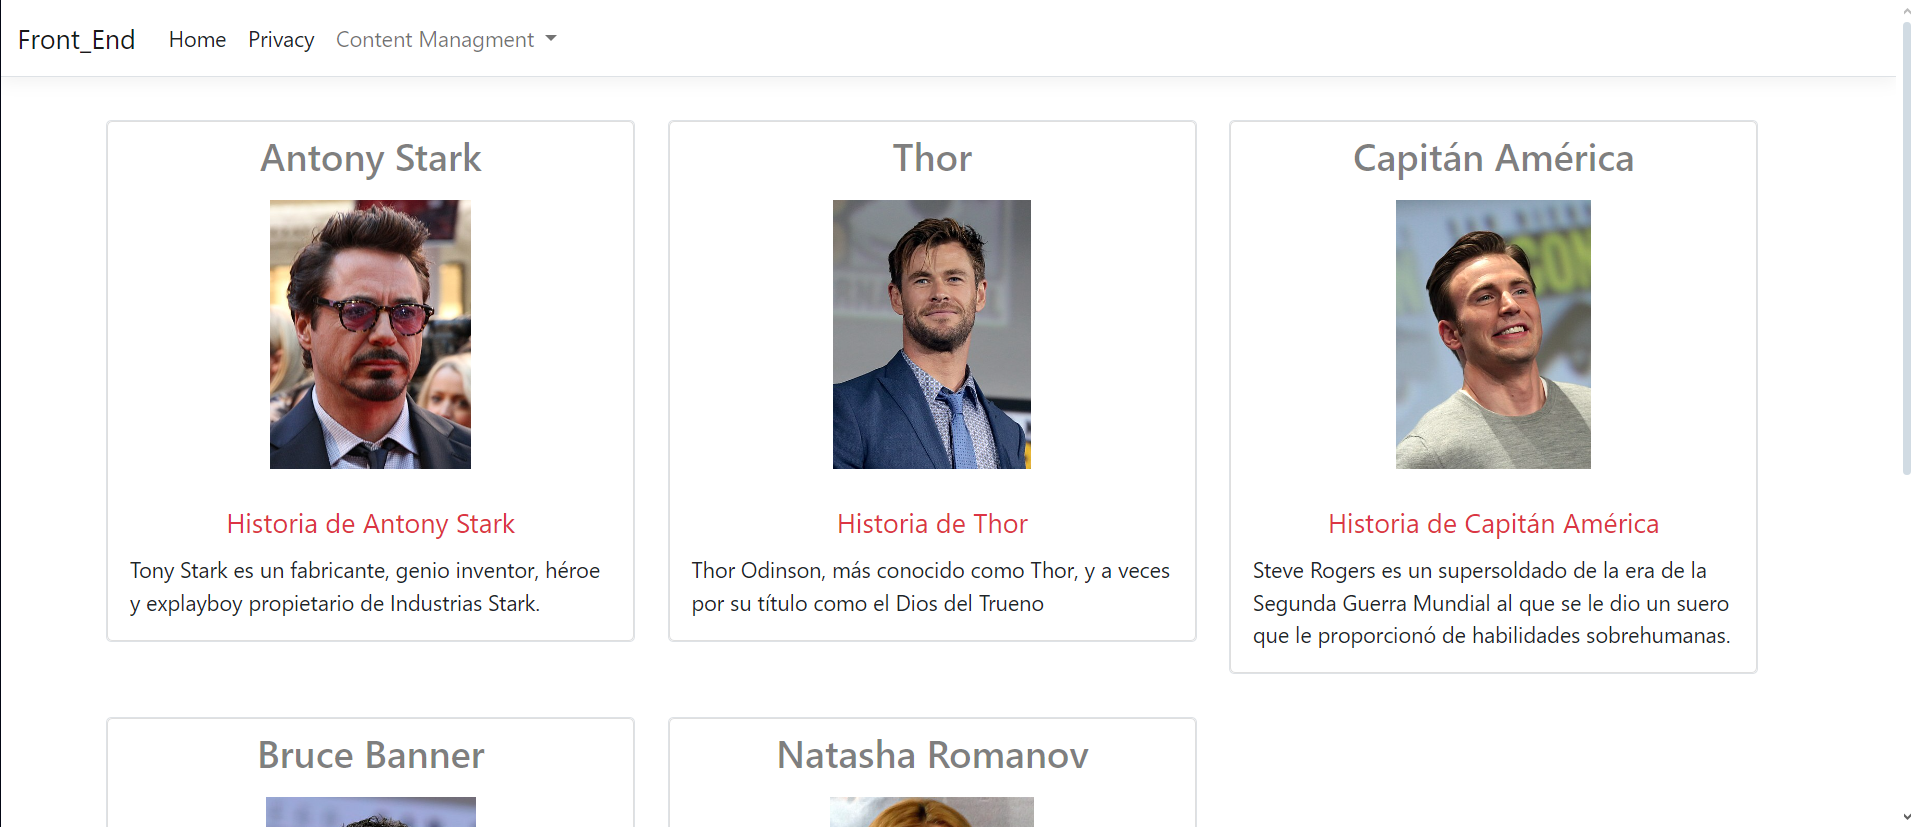 Front_End Home Privacy Content Managment
Antony Stark
Historia de Antony Stark
Tony Stark es un fabricante, genio inventor, héroe
y explayboy propietario de Industrias Stark.
Thor
Historia de Thor
Thor Odinson, más conocido como Thor, y a veces
por su título como el Dios del Trueno
Capitán América
Historia de Capitán América
Steve Rogers es un supersoldado de la era de la
Segunda Guerra Mundial al que se le dio un suero
que le proporcionó de habilidades sobrehumanas.
Bruce Banner
Natasha Romanov